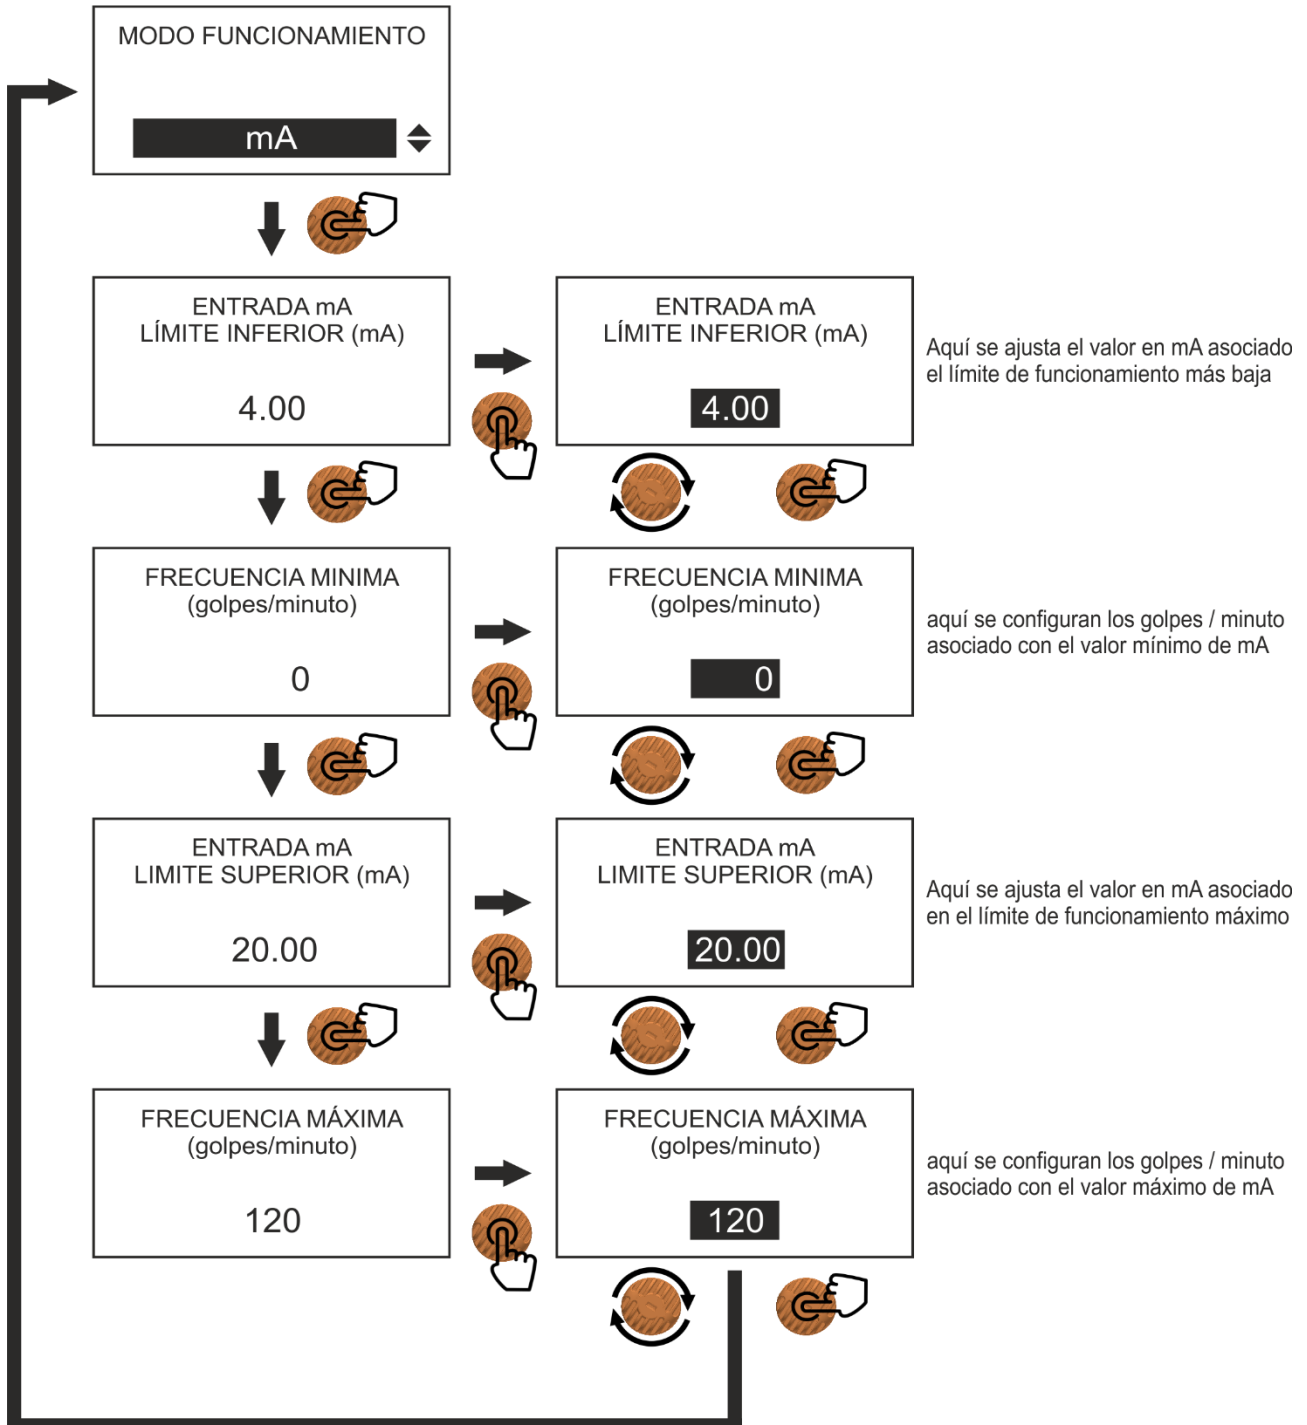 MODO FUNCIONAMIENTO
mA
ENTRADA mA
LÍMITE INFERIOR (mA)
4.00
ENTRADA mA
LÍMITE INFERIOR (mA)
4.00
Aquí se ajusta el valor en mA asociado
el límite de funcionamiento más baja
FRECUENCIA MINIMA
(golpes/minuto)
0
FRECUENCIA MINIMA
(golpes/minuto)
0
aquí se configuran los golpes / minuto
asociado con el valor mínimo de mA
ENTRADA mA
LIMITE SUPERIOR (mA)
20.00
ENTRADA mA
LIMITE SUPERIOR (mA)
20.00
Aquí se ajusta el valor en mA asociado
en el límite de funcionamiento máximo
FRECUENCIA MÁXIMA
(golpes/minuto)
120
FRECUENCIA MÁXIMA
(golpes/minuto)
120
aquí se configuran los golpes / minuto
asociado con el valor máximo de mA